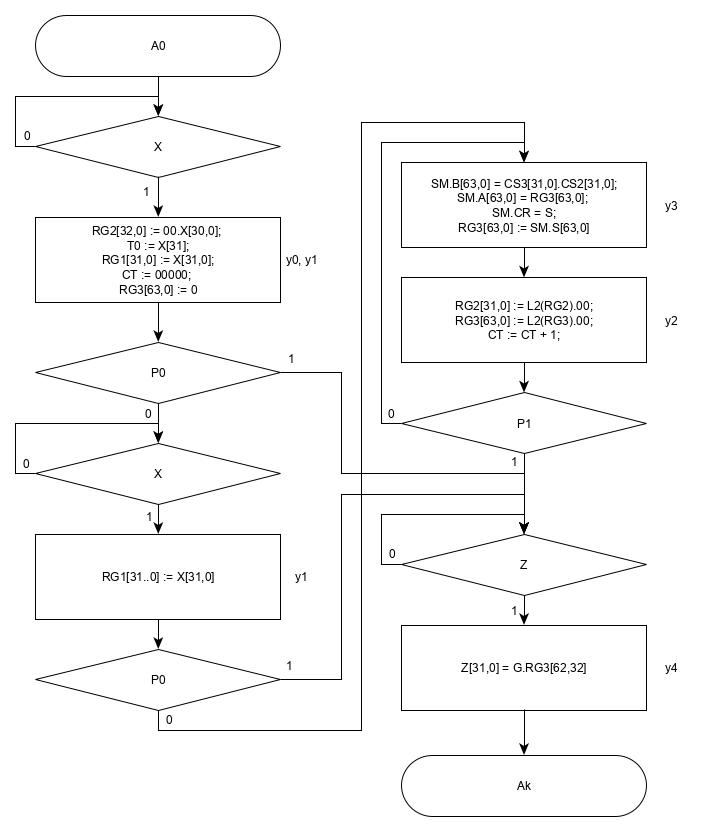 A0
0
X
1
RG2[32,0] := 00.X[30,0];
T0 := X[31];
RG1[31,0] := X[31,0];
CT := 00000;
RG3[63,0] := 0
y0, y1
P0
1
0
0
X
1
RG1[31..0] := X[31,0]
y1
P0
1
0
SM.B[63,0] = CS3[31,0].CS2[31,0];
SM.A[63,0] = RG3[63,0];
SM.CR = S;
RG3[63,0] := SM.S[63,0]
y3
RG2[31,0] := L2(RG2).00;
RG3[63,0] := L2(RG3).00;
CT := CT + 1;
y2
0
P1
1
0
Z
1
Z[31,0] = G.RG3[62,32]
y4
Ak